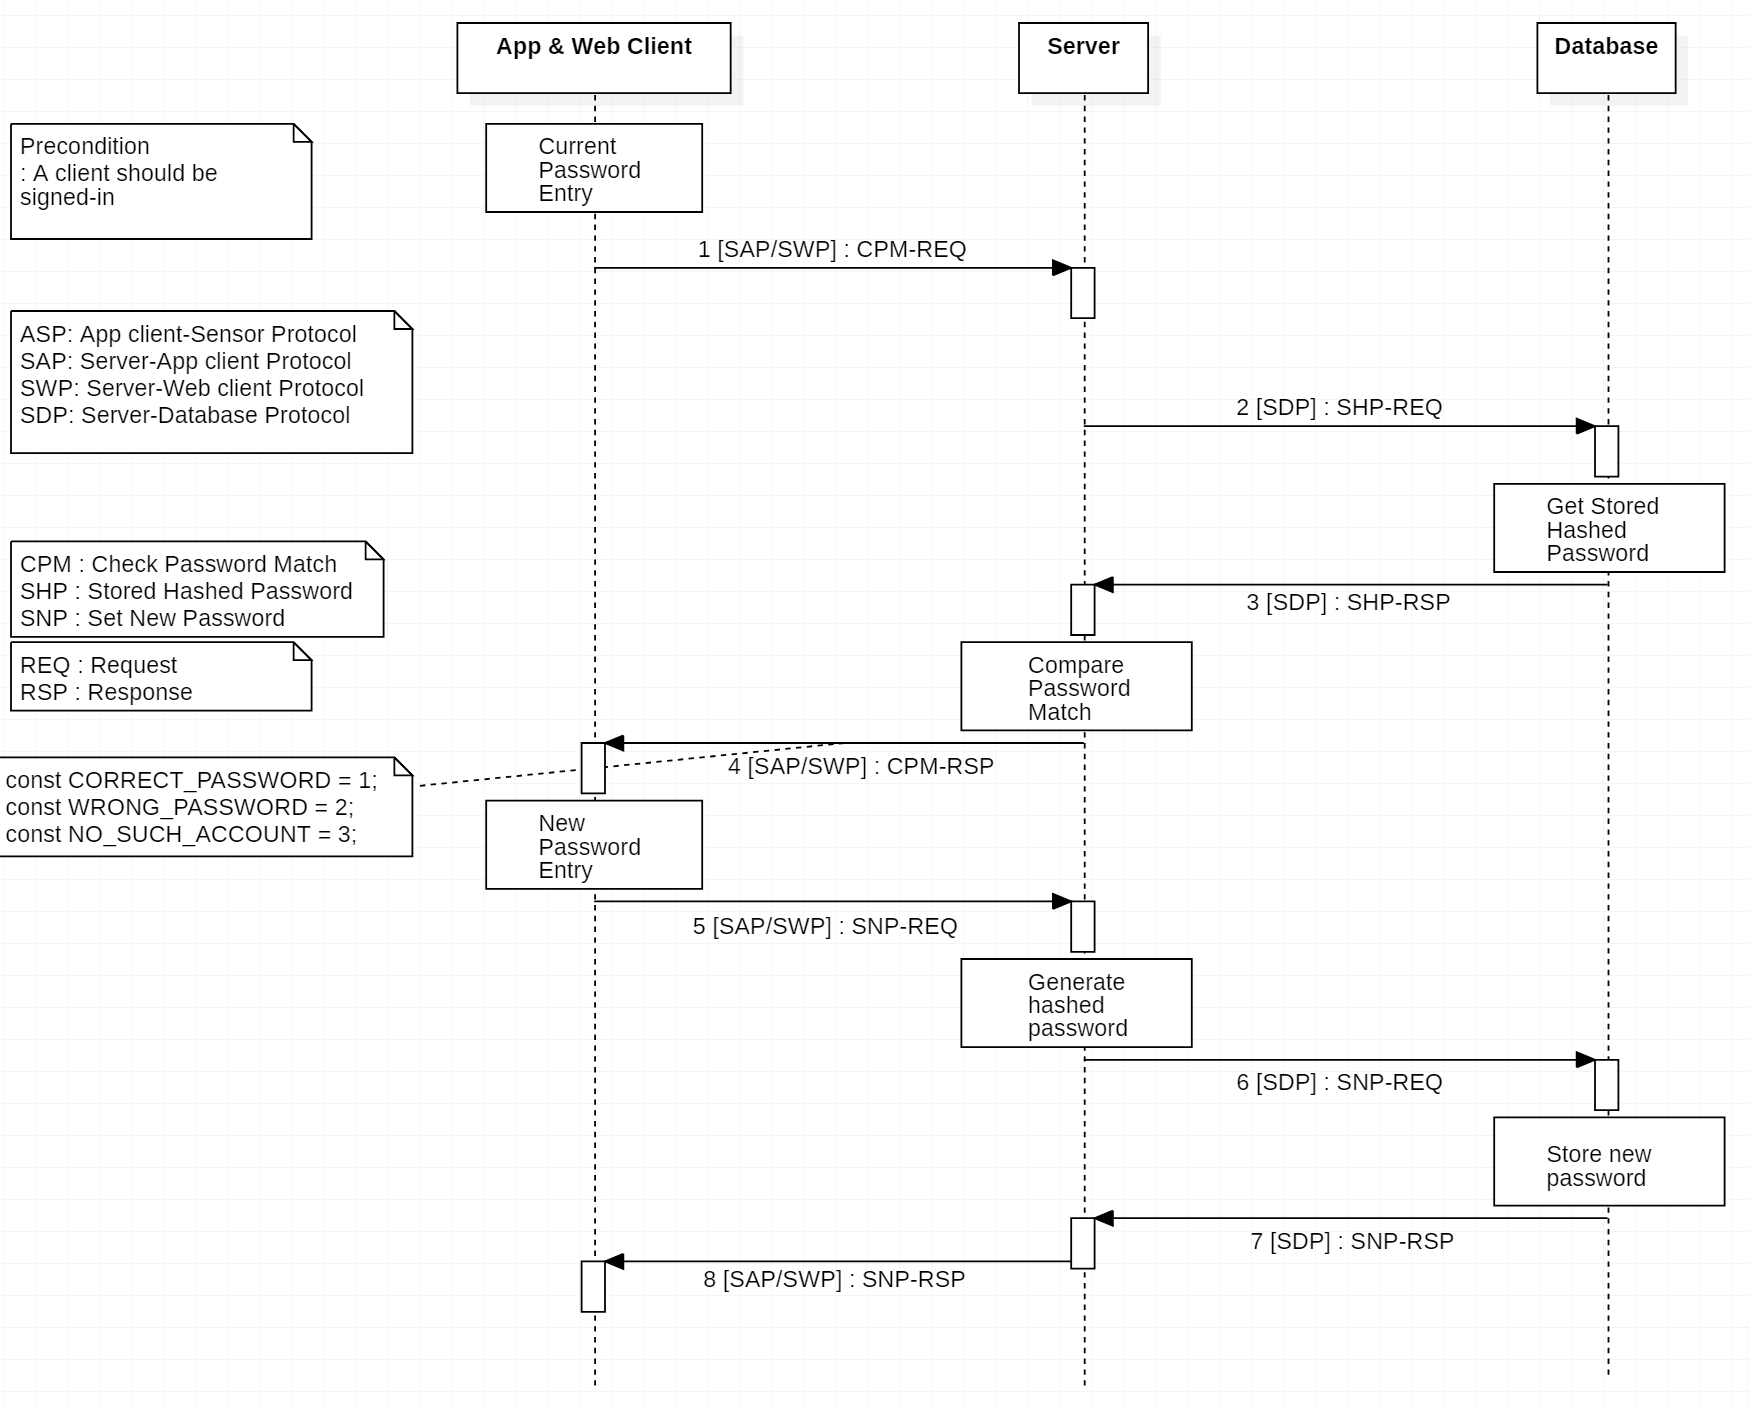 App & Web Client
Server
Database
Precondition
: A client should be
signed-in
Current
Password
Entry
1 [SAP/SWP] : CPM-REQ
ASP: App client-Sensor Protocol
SAP: Server-App client Protocol
SWP: Server-Web client Protocol
SDP: Server-Database Protocol
2 [SDP] : SHP-REQ
Get Stored
Hashed
Password
CPM : Check Password Match
SHP : Stored Hashed Password
SNP : Set New Password
3 [SDP] : SHP-RSP
REQ : Request
RSP : Response
Compare
Password
Match
4 [SAP/SWP] : CPM-RSP
const CORRECT_PASSWORD = 1;
const WRONG_PASSWORD = 2;
const NO_SUCH_ACCOUNT = 3;
New
Password
Entry
5 [SAP/SWP] : SNP-REQ
Generate
hashed
password
6 [SDP] : SNP-REQ
Store new
password
7 [SDP] : SNP-RSP
8 [SAP/SWP] : SNP-RSP